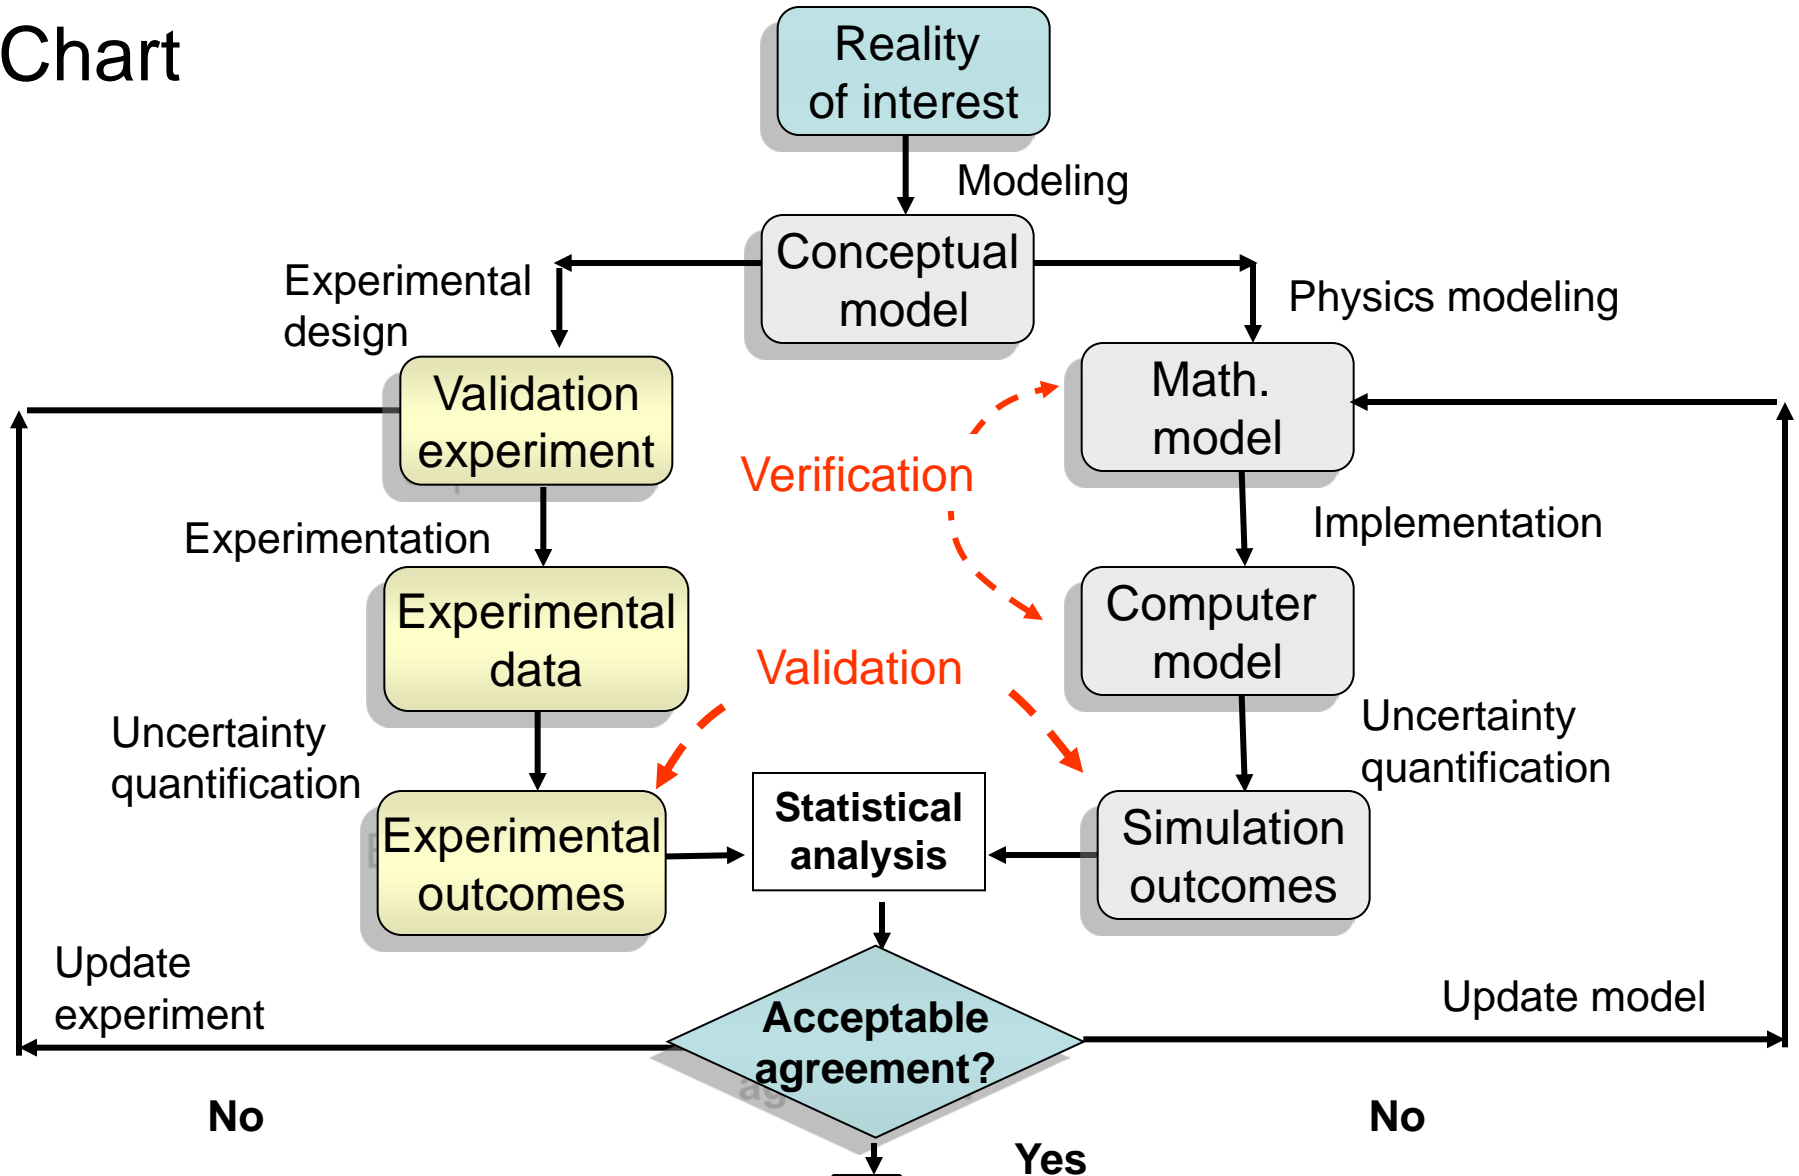 Chart
Reality
of interest
Modeling
Conceptual
model
Experimental
design
Physics modeling
Validation
experiment
Math.
model
Verification
Experimentation
Implementation
Experimental
data
Computer
model
Validation
Uncertainty
quantification
Uncertainty
quantification
Experimental
outcomes
Statistical
analysis
Simulation
outcomes
Update
experiment
Update model
Acceptable
agreement?
No
No
Yes